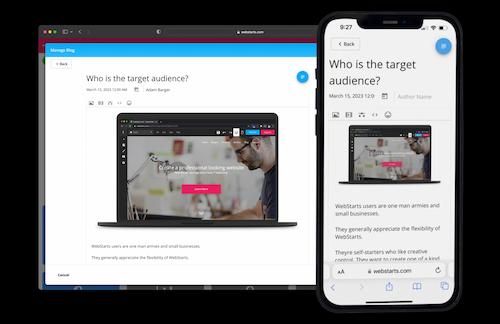 webstarts.com
Manage Blog
< Back
Who is the target audience?
March 15, 2023 12:00 AM
Adam Barger
Create a professional looking website
Learn More
WebStarts users are one man armies and small businesses.
They generally appreciate the flexibility of WebStarts.
Cancel
9:27
< Back
Who is the target
audience?
March 15, 2023 12:0
Author Name
WebStarts users are one man armies and
small businesses.
They generally appreciate the flexibility of
WebStarts.
Theyre self-starters who like creative
control. They want to create one of a kind
AA
webstarts.com